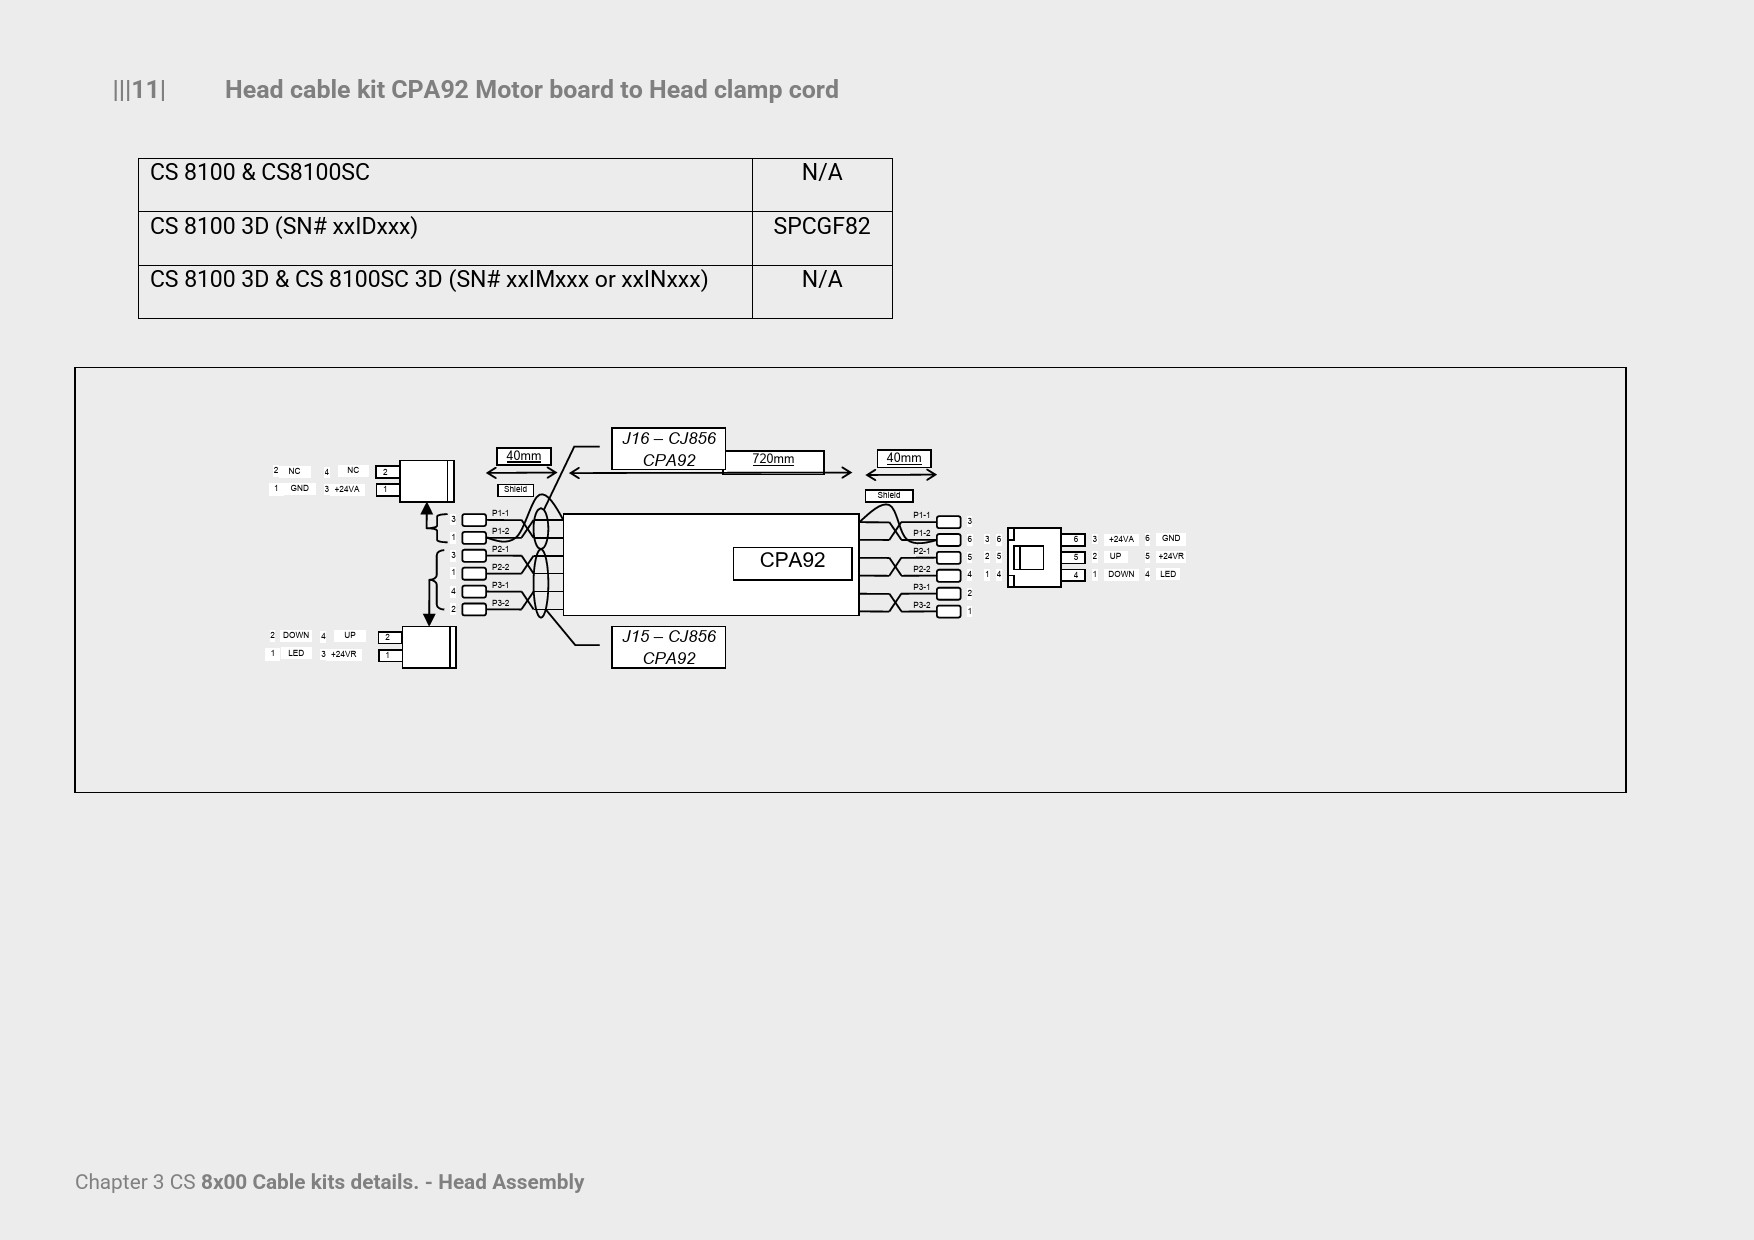 |||11| Head cable kit CPA92 Motor board to Head clamp cord
CS 8100 & CS8100SC N/A
CS 8100 3D (SN# xxIDxxx) SPCGF82
CS 8100 3D & CS 8100SC 3D (SN# xxIMxxx or xxINxxx) N/A
J16 – CJ856
CPA92
40mm
720mm
40mm
2 NC 4 NC 2
1 GND 3 +24VA 1
Shield
Shield
3 P1-1
1 P1-2
3 P2-1
1 P2-2
4 P3-1
2 P3-2
CPA92
P1-1 3
P1-2 6
P2-1 5
P2-2 4
P3-1 2
P3-2 1
3 6 6 3 +24VA 6 GND
2 5 5 2 UP 5 +24VR
1 4 4 1 DOWN 4 LED
2 DOWN 4 UP 2
1 LED 3 +24VR 1
J15 – CJ856
CPA92
Chapter 3 CS 8x00 Cable kits details. - Head Assembly